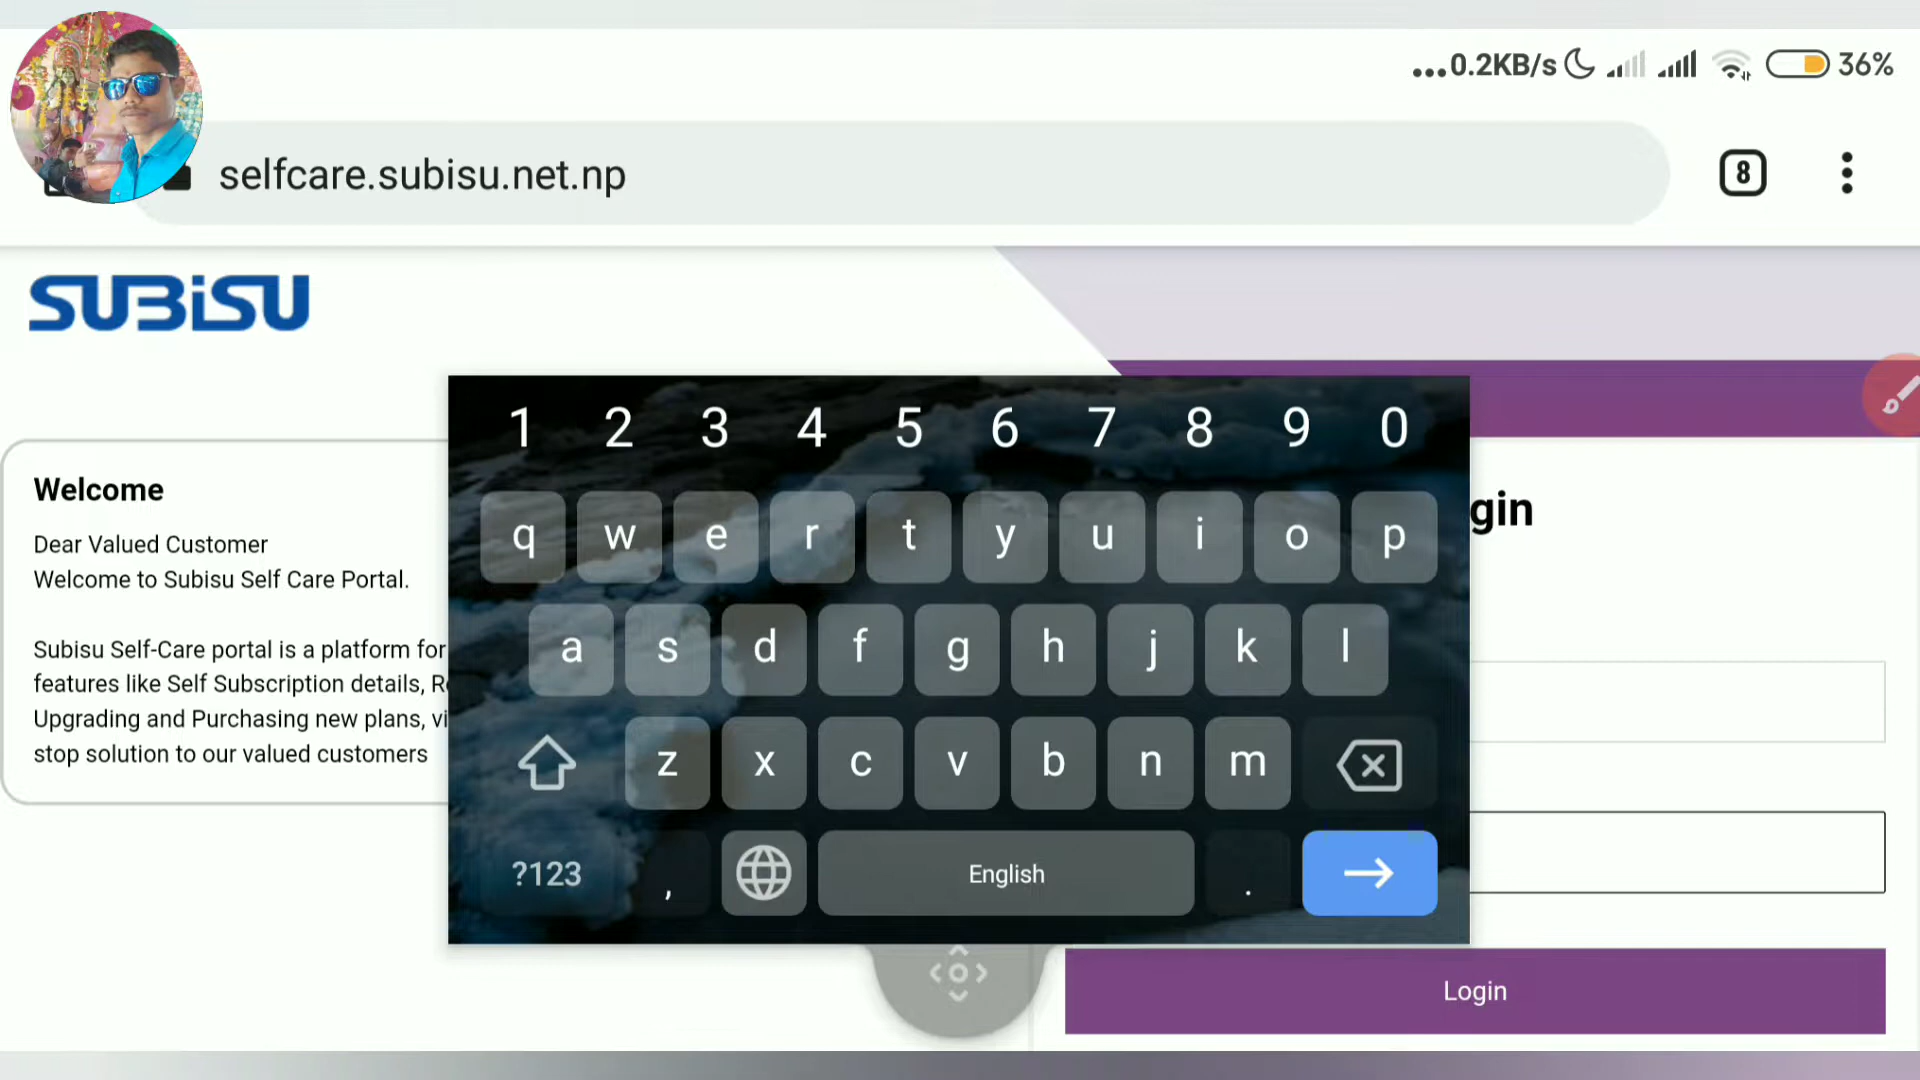 ...0.2KB/s 36%
selfcare.subisu.net.np 8
SUBiSU
1 2 3 4 5 6 7 8 9 0
Welcome
gin
q w e r t y u i o p
Dear Valued Customer
Welcome to Subisu Self Care Portal.
a s d f g h j k l
Subisu Self-Care portal is a platform for
features like Self Subscription details, R
Upgrading and Purchasing new plans, vi
stop solution to our valued customers
z x c v b n m
?123 , English .
Login